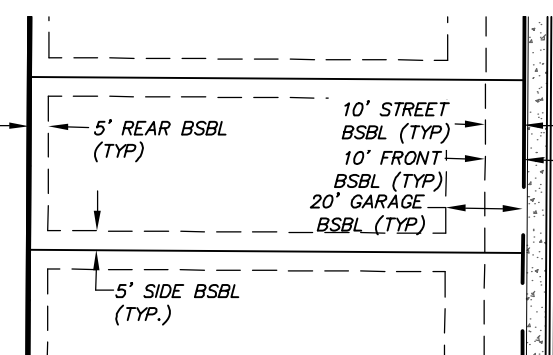 10' STREET
BSBL (TYP)
5' REAR BSBL
(TYP)
10' FRONT
BSBL (TYP)
20' GARAGE
BSBL (TYP)
5' SIDE BSBL
(TYP.)